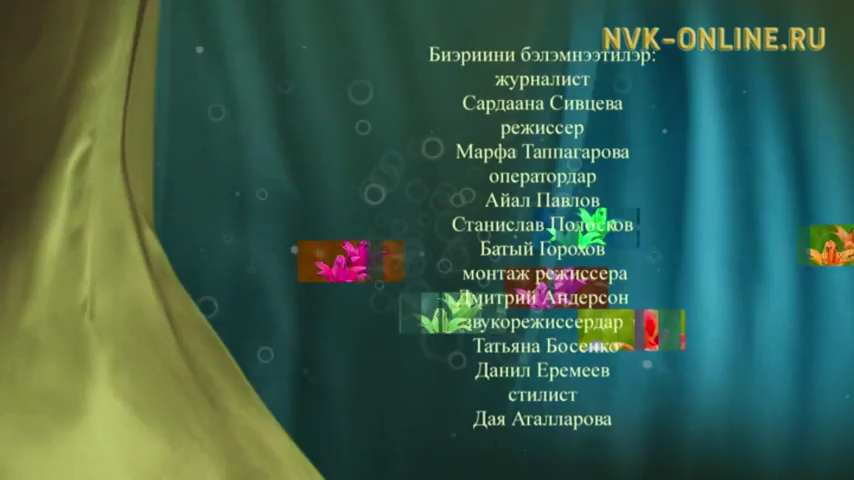 NVK-ONLINE.RU
Биэриини бэлэмнээтилэр:
журналист
Сардаана Сивцева
режиссер
Марфа Таппагарова
оператордар
Айал Павлов
Станислав Полосков
Батый Горохов
монтаж режиссера
Дмитрий Андерсон
звукорежиссердар
Татьяна Босенко
Данил Еремеев
стилист
Дая Аталларова